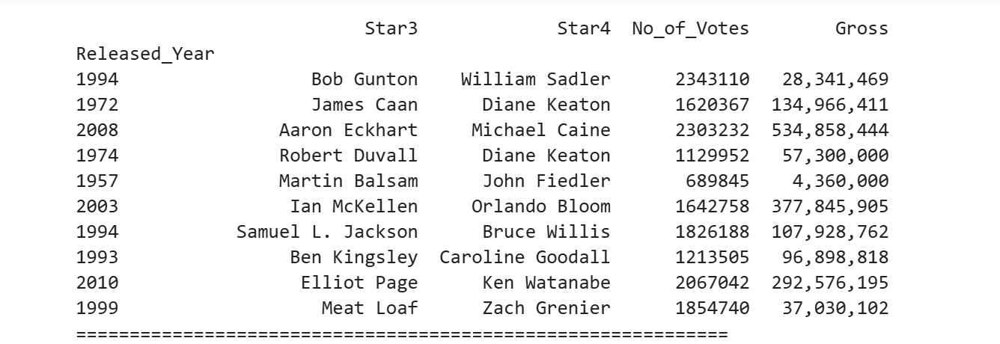 Star3 Star4 No_of_Votes Gross
Released_Year
1994 Bob Gunton William Sadler 2343110 28,341,469
1972 James Caan Diane Keaton 1620367 134,966,411
2008 Aaron Eckhart Michael Caine 2303232 534,858,444
1974 Robert Duvall Diane Keaton 1129952 57,300,000
1957 Martin Balsam John Fiedler 689845 4,360,000
2003 Ian McKellen Orlando Bloom 1642758 377,845,905
1994 Samuel L. Jackson Bruce Willis 1826188 107,928,762
1993 Ben Kingsley Caroline Goodall 1213505 96,898,818
2010 Elliot Page Ken Watanabe 2067042 292,576,195
1999 Meat Loaf Zach Grenier 1854740 37,030,102
=============================================================